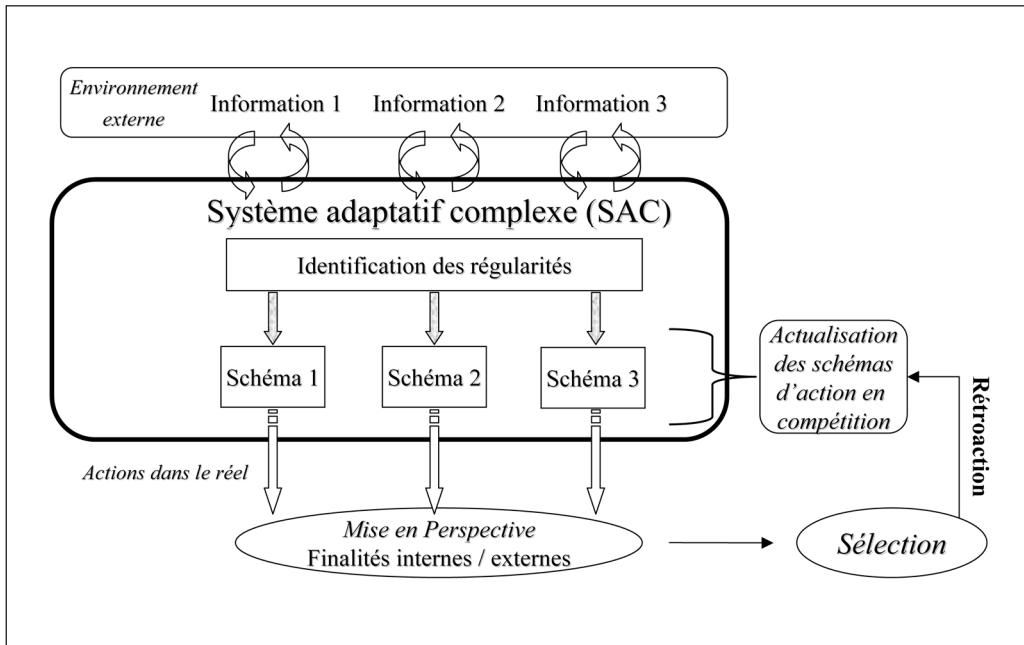 Environnement
externe
Information 1
Information 2
Information 3
Système adaptatif complexe (SAC)
Identification des régularités
Schéma 1
Schéma 2
Schéma 3
Actualisation
des schémas
d'action en
compétition
Rétroaction
Actions dans le réel
Mise en Perspective
Finalités internes / externes
Sélection